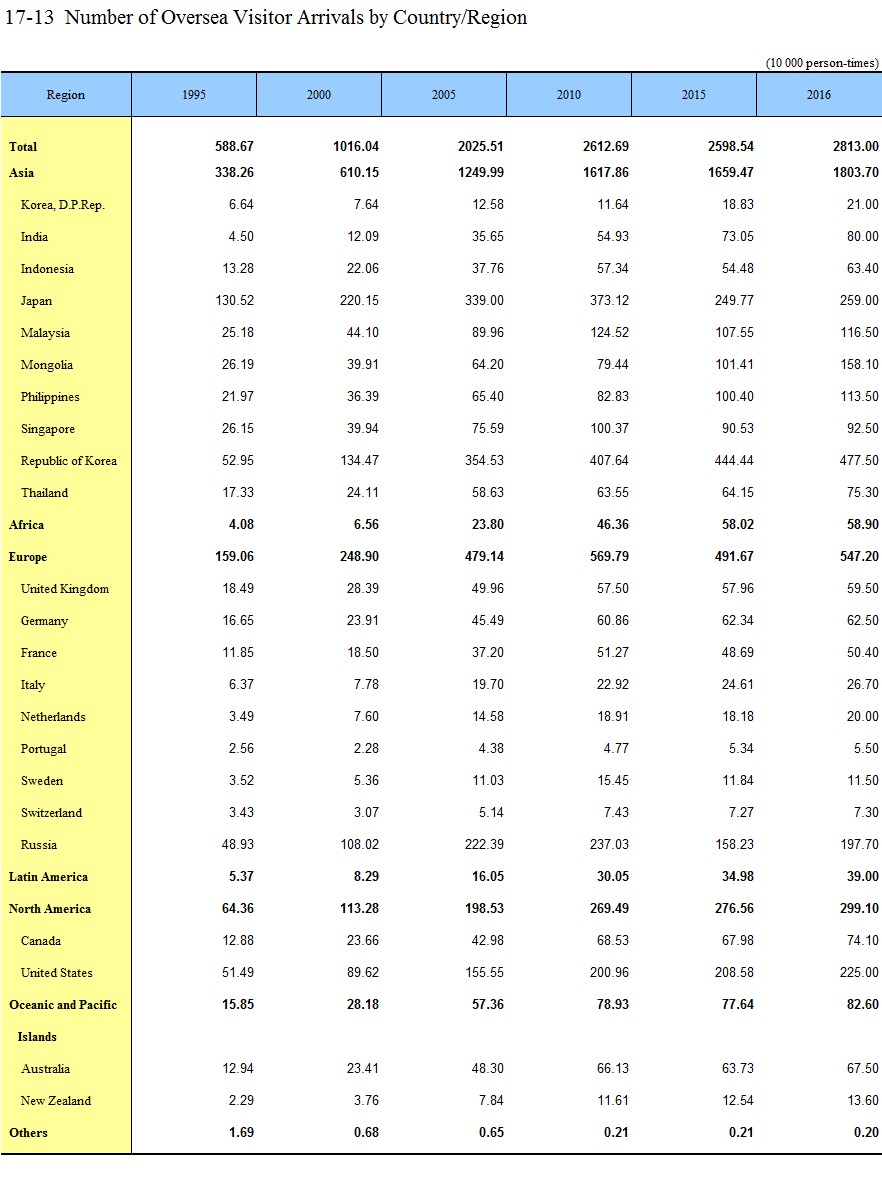 17-13 Number of Oversea Visitor Arrivals by Country/Region
(10 000 person-times)
Region 1995 2000 2005 2010 2015 2016
Total 588.67 1016.04 2025.51 2612.69 2598.54 2813.00
Asia 338.26 610.15 1249.99 1617.86 1659.47 1803.70
Korea, D.P.Rep. 6.64 7.64 12.58 11.64 18.83 21.00
India 4.50 12.09 35.65 54.93 73.05 80.00
Indonesia 13.28 22.06 37.76 57.34 54.48 63.40
Japan 130.52 220.15 339.00 373.12 249.77 259.00
Malaysia 25.18 44.10 89.96 124.52 107.55 116.50
Mongolia 26.19 39.91 64.20 79.44 101.41 158.10
Philippines 21.97 36.39 65.40 82.83 100.40 113.50
Singapore 26.15 39.94 75.59 100.37 90.53 92.50
Republic of Korea 52.95 134.47 354.53 407.64 444.44 477.50
Thailand 17.33 24.11 58.63 63.55 64.15 75.30
Africa 4.08 6.56 23.80 46.36 58.02 58.90
Europe 159.06 248.90 479.14 569.79 491.67 547.20
United Kingdom 18.49 28.39 49.96 57.50 57.96 59.50
Germany 16.65 23.91 45.49 60.86 62.34 62.50
France 11.85 18.50 37.20 51.27 48.69 50.40
Italy 6.37 7.78 19.70 22.92 24.61 26.70
Netherlands 3.49 7.60 14.58 18.91 18.18 20.00
Portugal 2.56 2.28 4.38 4.77 5.34 5.50
Sweden 3.52 5.36 11.03 15.45 11.84 11.50
Switzerland 3.43 3.07 5.14 7.43 7.27 7.30
Russia 48.93 108.02 222.39 237.03 158.23 197.70
Latin America 5.37 8.29 16.05 30.05 34.98 39.00
North America 64.36 113.28 198.53 269.49 276.56 299.10
Canada 12.88 23.66 42.98 68.53 67.98 74.10
United States 51.49 89.62 155.55 200.96 208.58 225.00
Oceanic and Pacific 15.85 28.18 57.36 78.93 77.64 82.60
Islands
Australia 12.94 23.41 48.30 66.13 63.73 67.50
New Zealand 2.29 3.76 7.84 11.61 12.54 13.60
Others 1.69 0.68 0.65 0.21 0.21 0.20